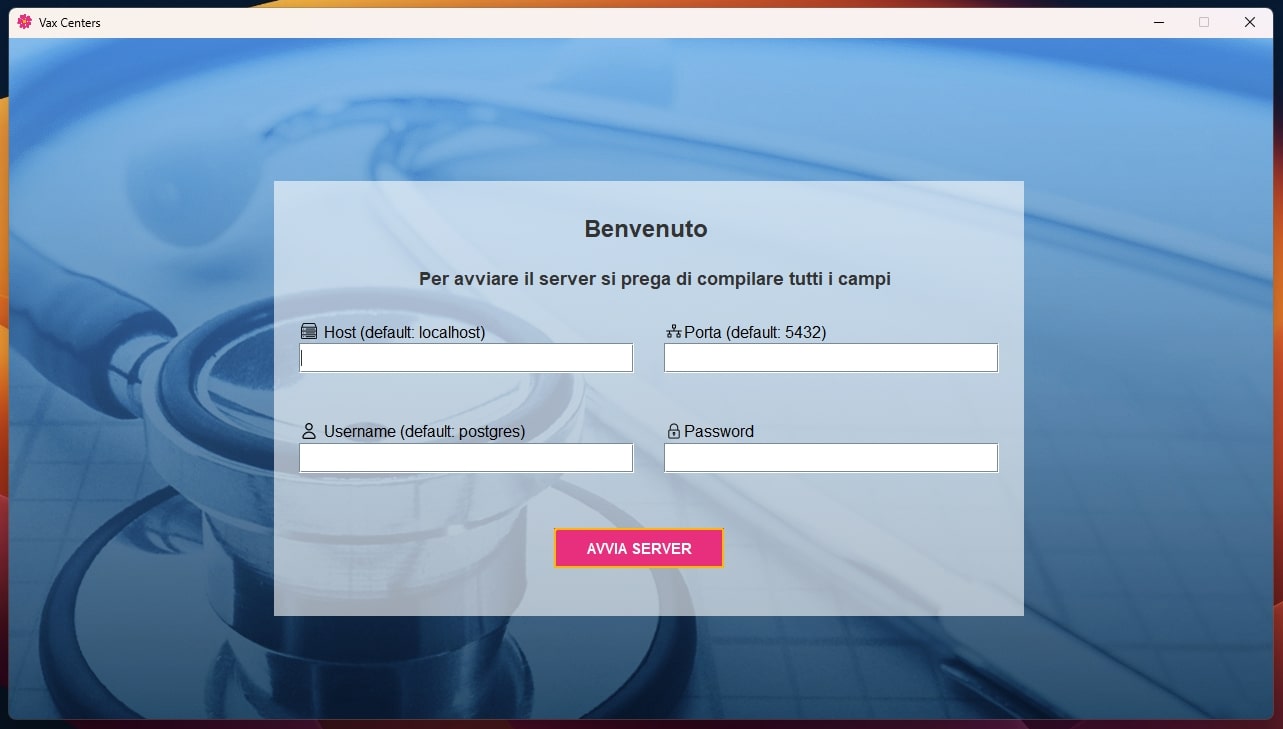 Vax Centers
Benvenuto
Per avviare il server si prega di compilare tutti i campi
Host (default: localhost)
Porta (default: 5432)
Username (default: postgres)
Password
AVVIA SERVER